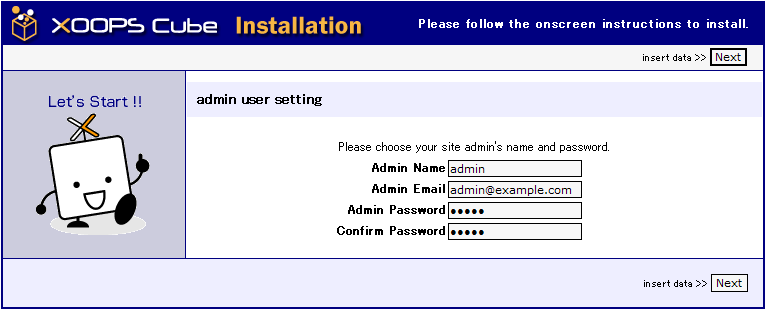 XOOPS Cube Installation Please follow the onscreen instructions to install.
insert data >> Next
Let's Start !!
admin user setting
Please choose your site admin's name and password.
Admin Name admin
Admin Email admin@example.com
Admin Password •••••
Confirm Password •••••
insert data >> Next